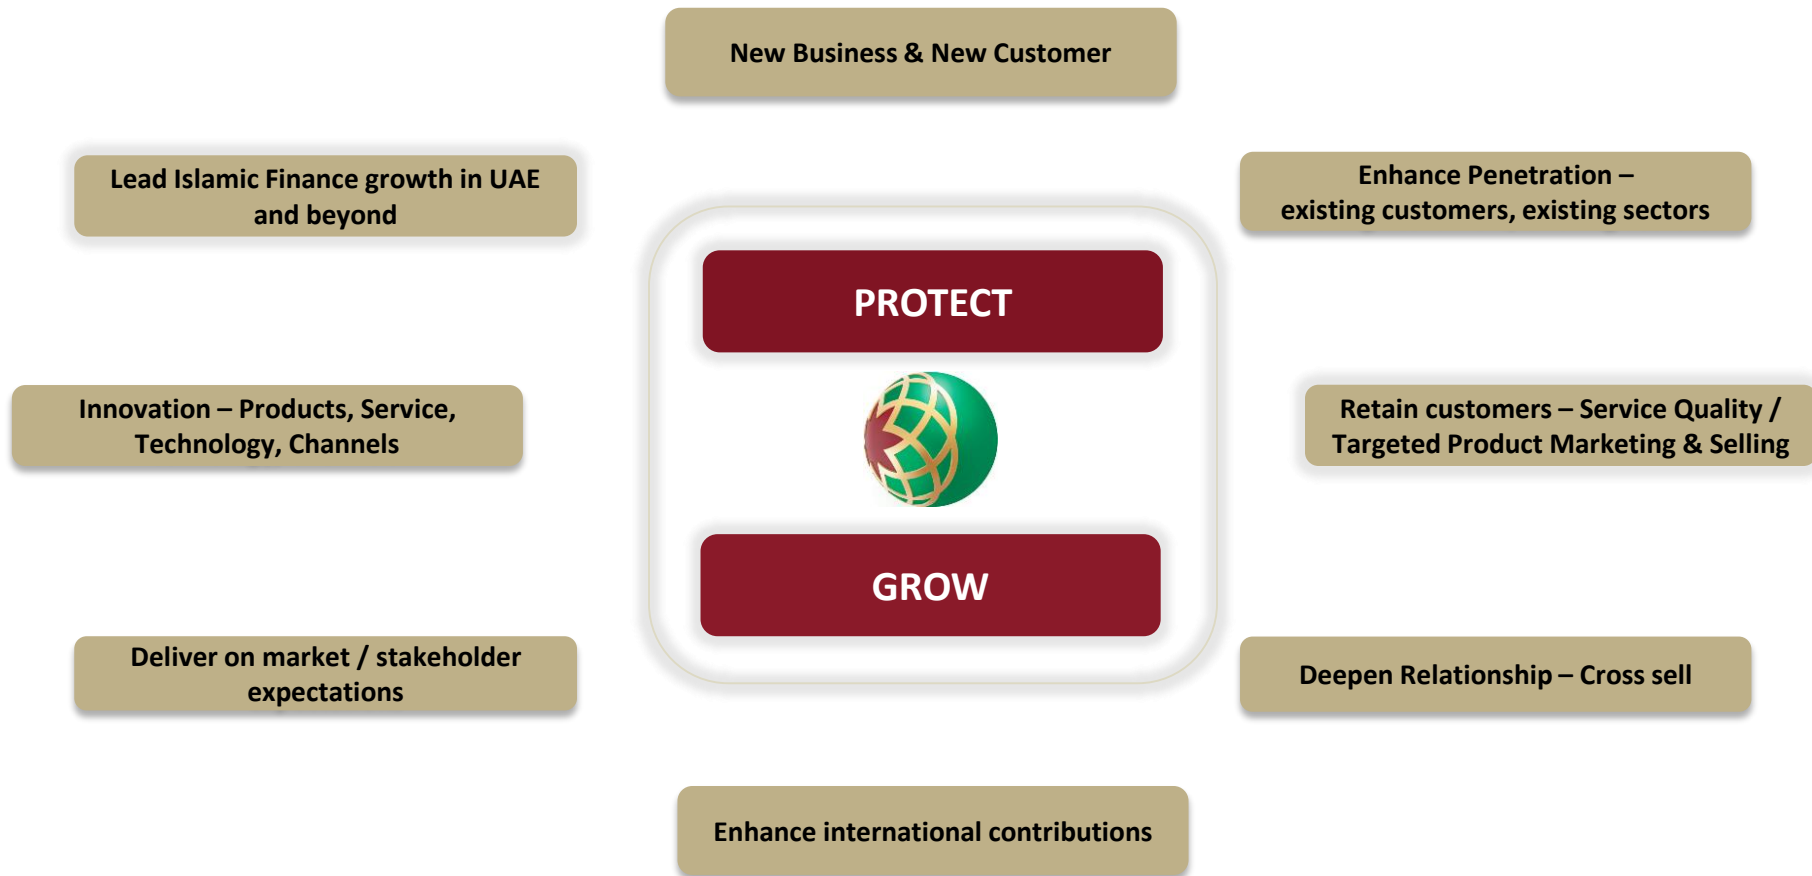 New Business & New Customer
Lead Islamic Finance growth in UAE
and beyond
Enhance Penetration –
existing customers, existing sectors
PROTECT
Innovation – Products, Service,
Technology, Channels
Retain customers – Service Quality /
Targeted Product Marketing & Selling
GROW
Deliver on market / stakeholder
expectations
Deepen Relationship – Cross sell
Enhance international contributions